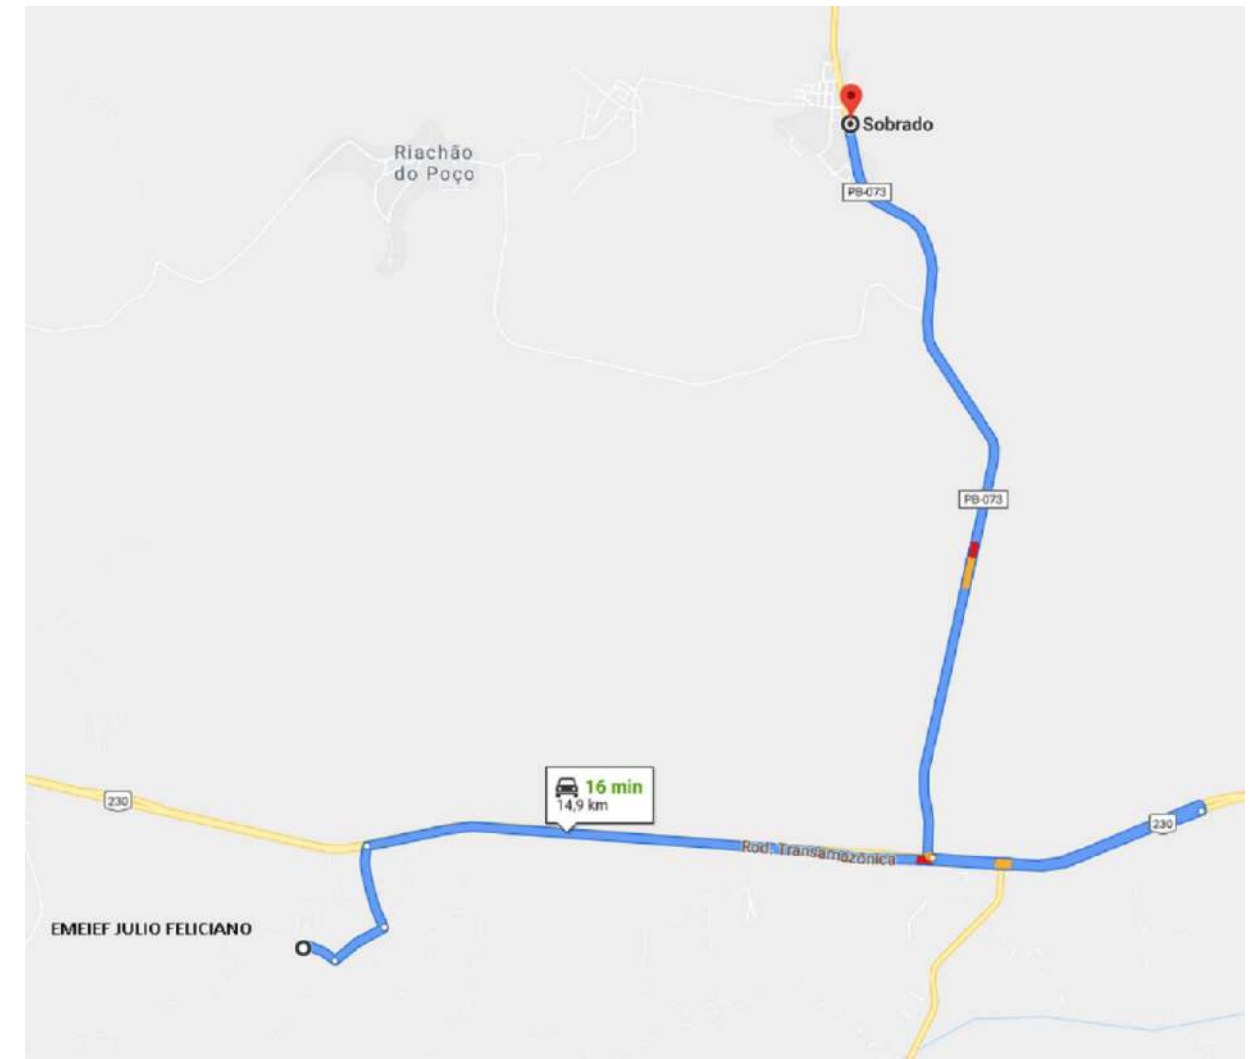 Sobrado
Riachão
do Poço
PB-073
PB-073
16 min
14,9 km
230
230
Rod. Transamazônica
EMEIEF JULIO FELICIANO